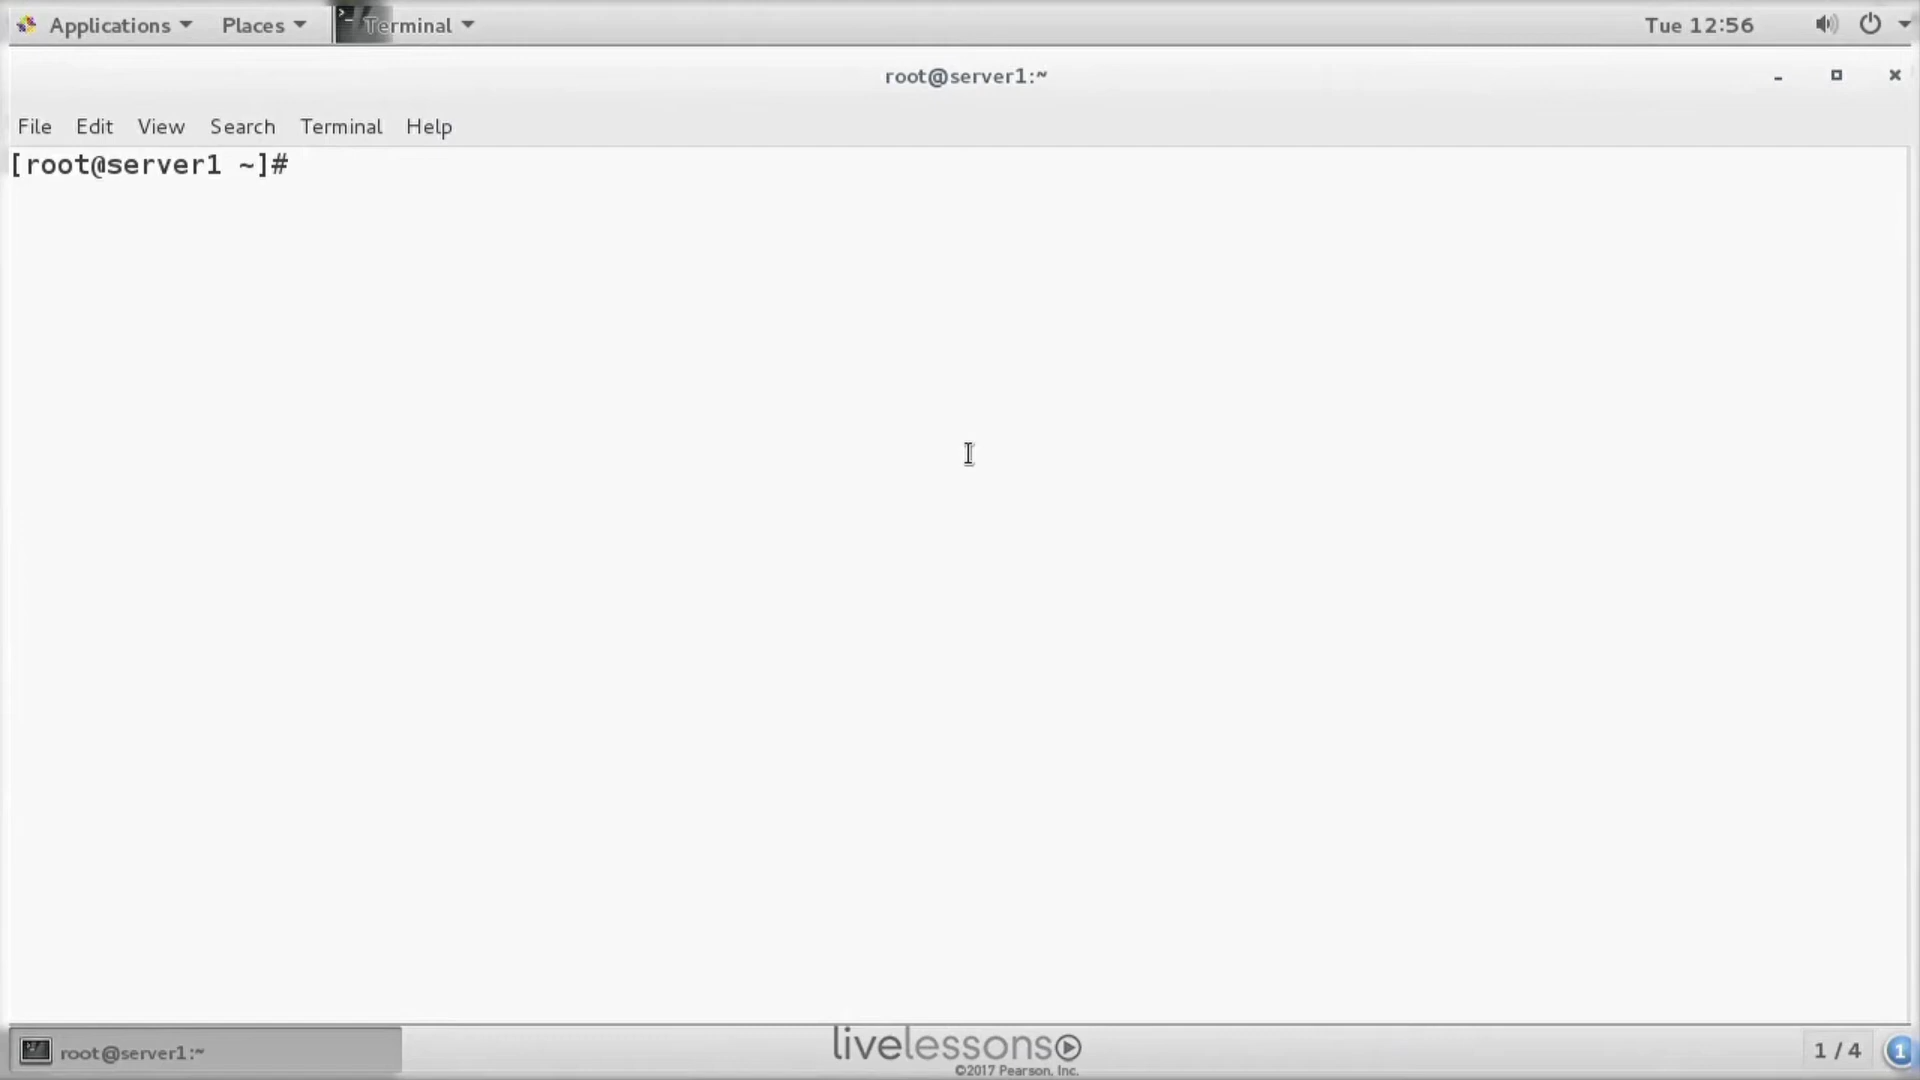 Applications Places Terminal Tue 12:56
root@server1:~
File Edit View Search Terminal Help
[root@server1 ~]#
root@server1:~ livelessons 1 / 4 1
©2017 Pearson, Inc.